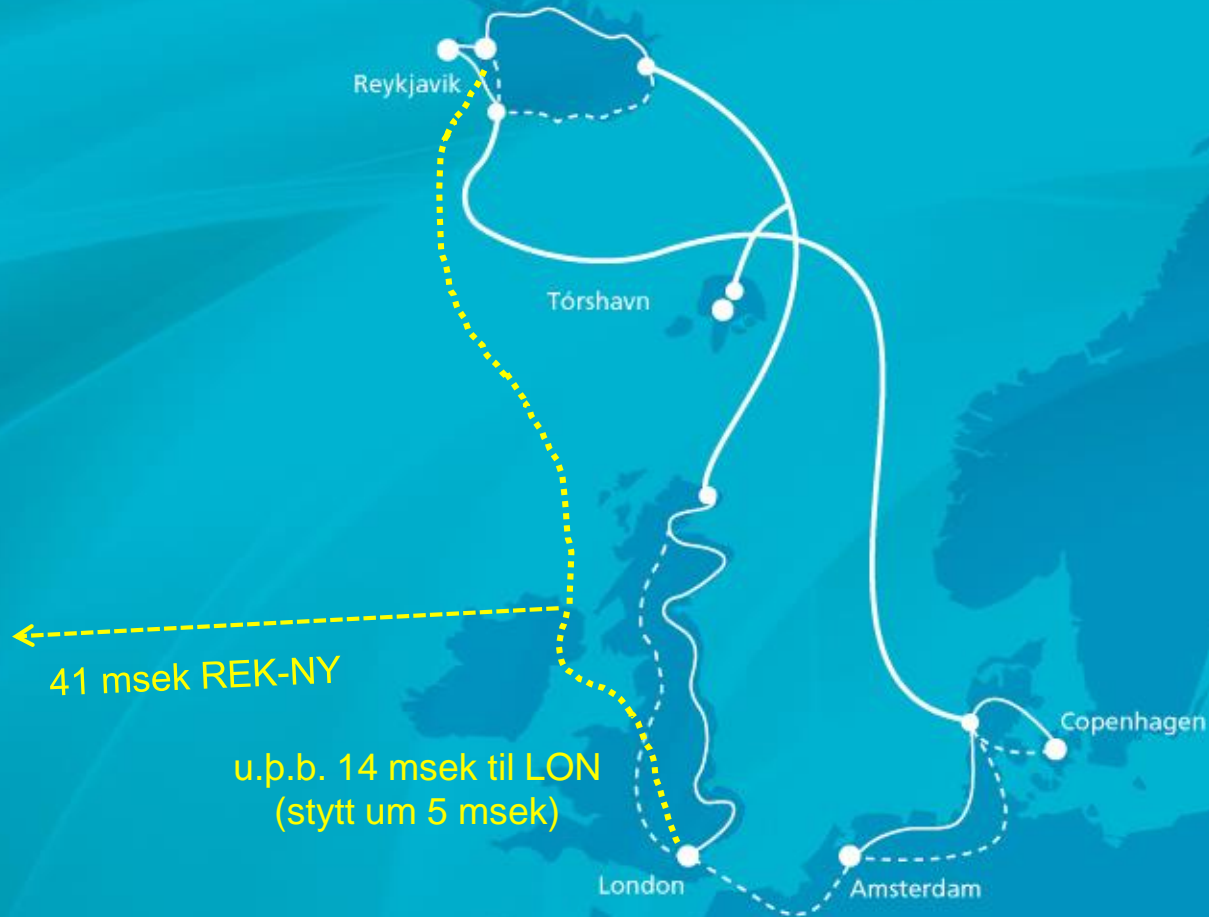 Reykjavik
Tórshavn
41 msek REK-NY
u.þ.b. 14 msek til LON
(stytt um 5 msek)
Copenhagen
London
Amsterdam